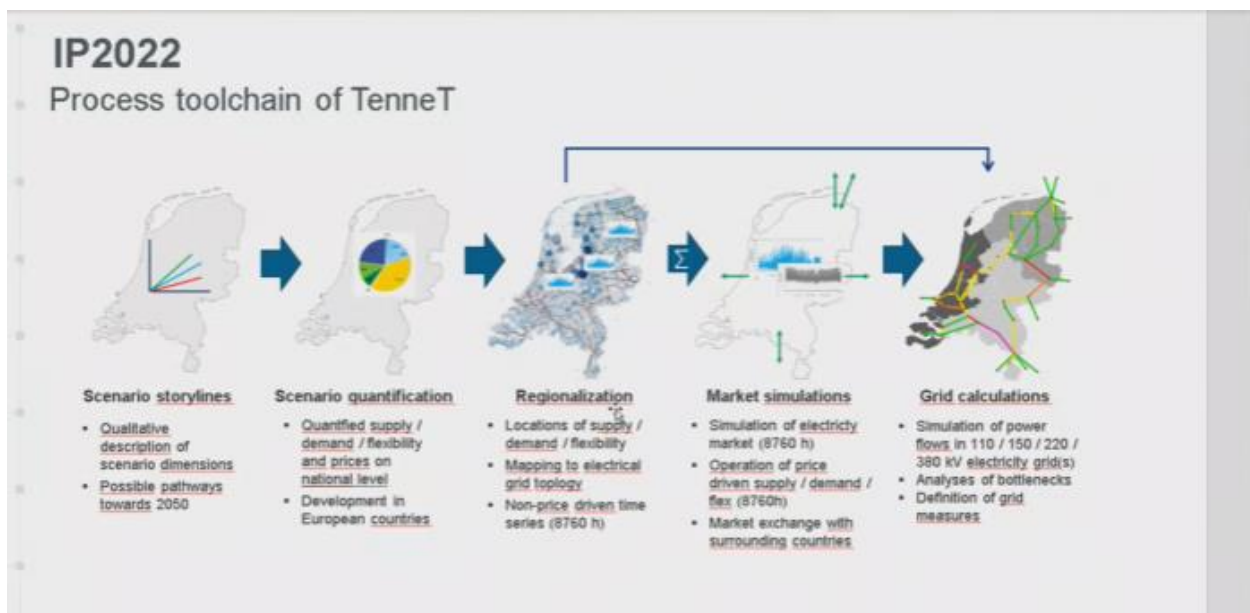 IP2022
Process toolchain of TenneT
Σ
Scenario storylines
• Qualitative
description of
scenario dimensions
• Possible pathways
towards 2050
Scenario quantification
• Quantfied supply /
demand / flexibility
and prices on
national level
• Development in
European countries
Regionalization
• Locations of supply /
demand / flexibility
• Mapping to electrical
grid toplogy
• Non-price driven time
series (8760 h)
Market simulations
• Simulation of electricty
market (8760 h)
• Operation of price
driven supply / demand /
flex (8760h)
• Market exchange with
surrounding countries
Grid calculations
• Simulation of power
flows in 110 / 150 / 220 /
380 kV electricity grid(s)
• Analyses of bottlenecks
• Definition of grid
measures